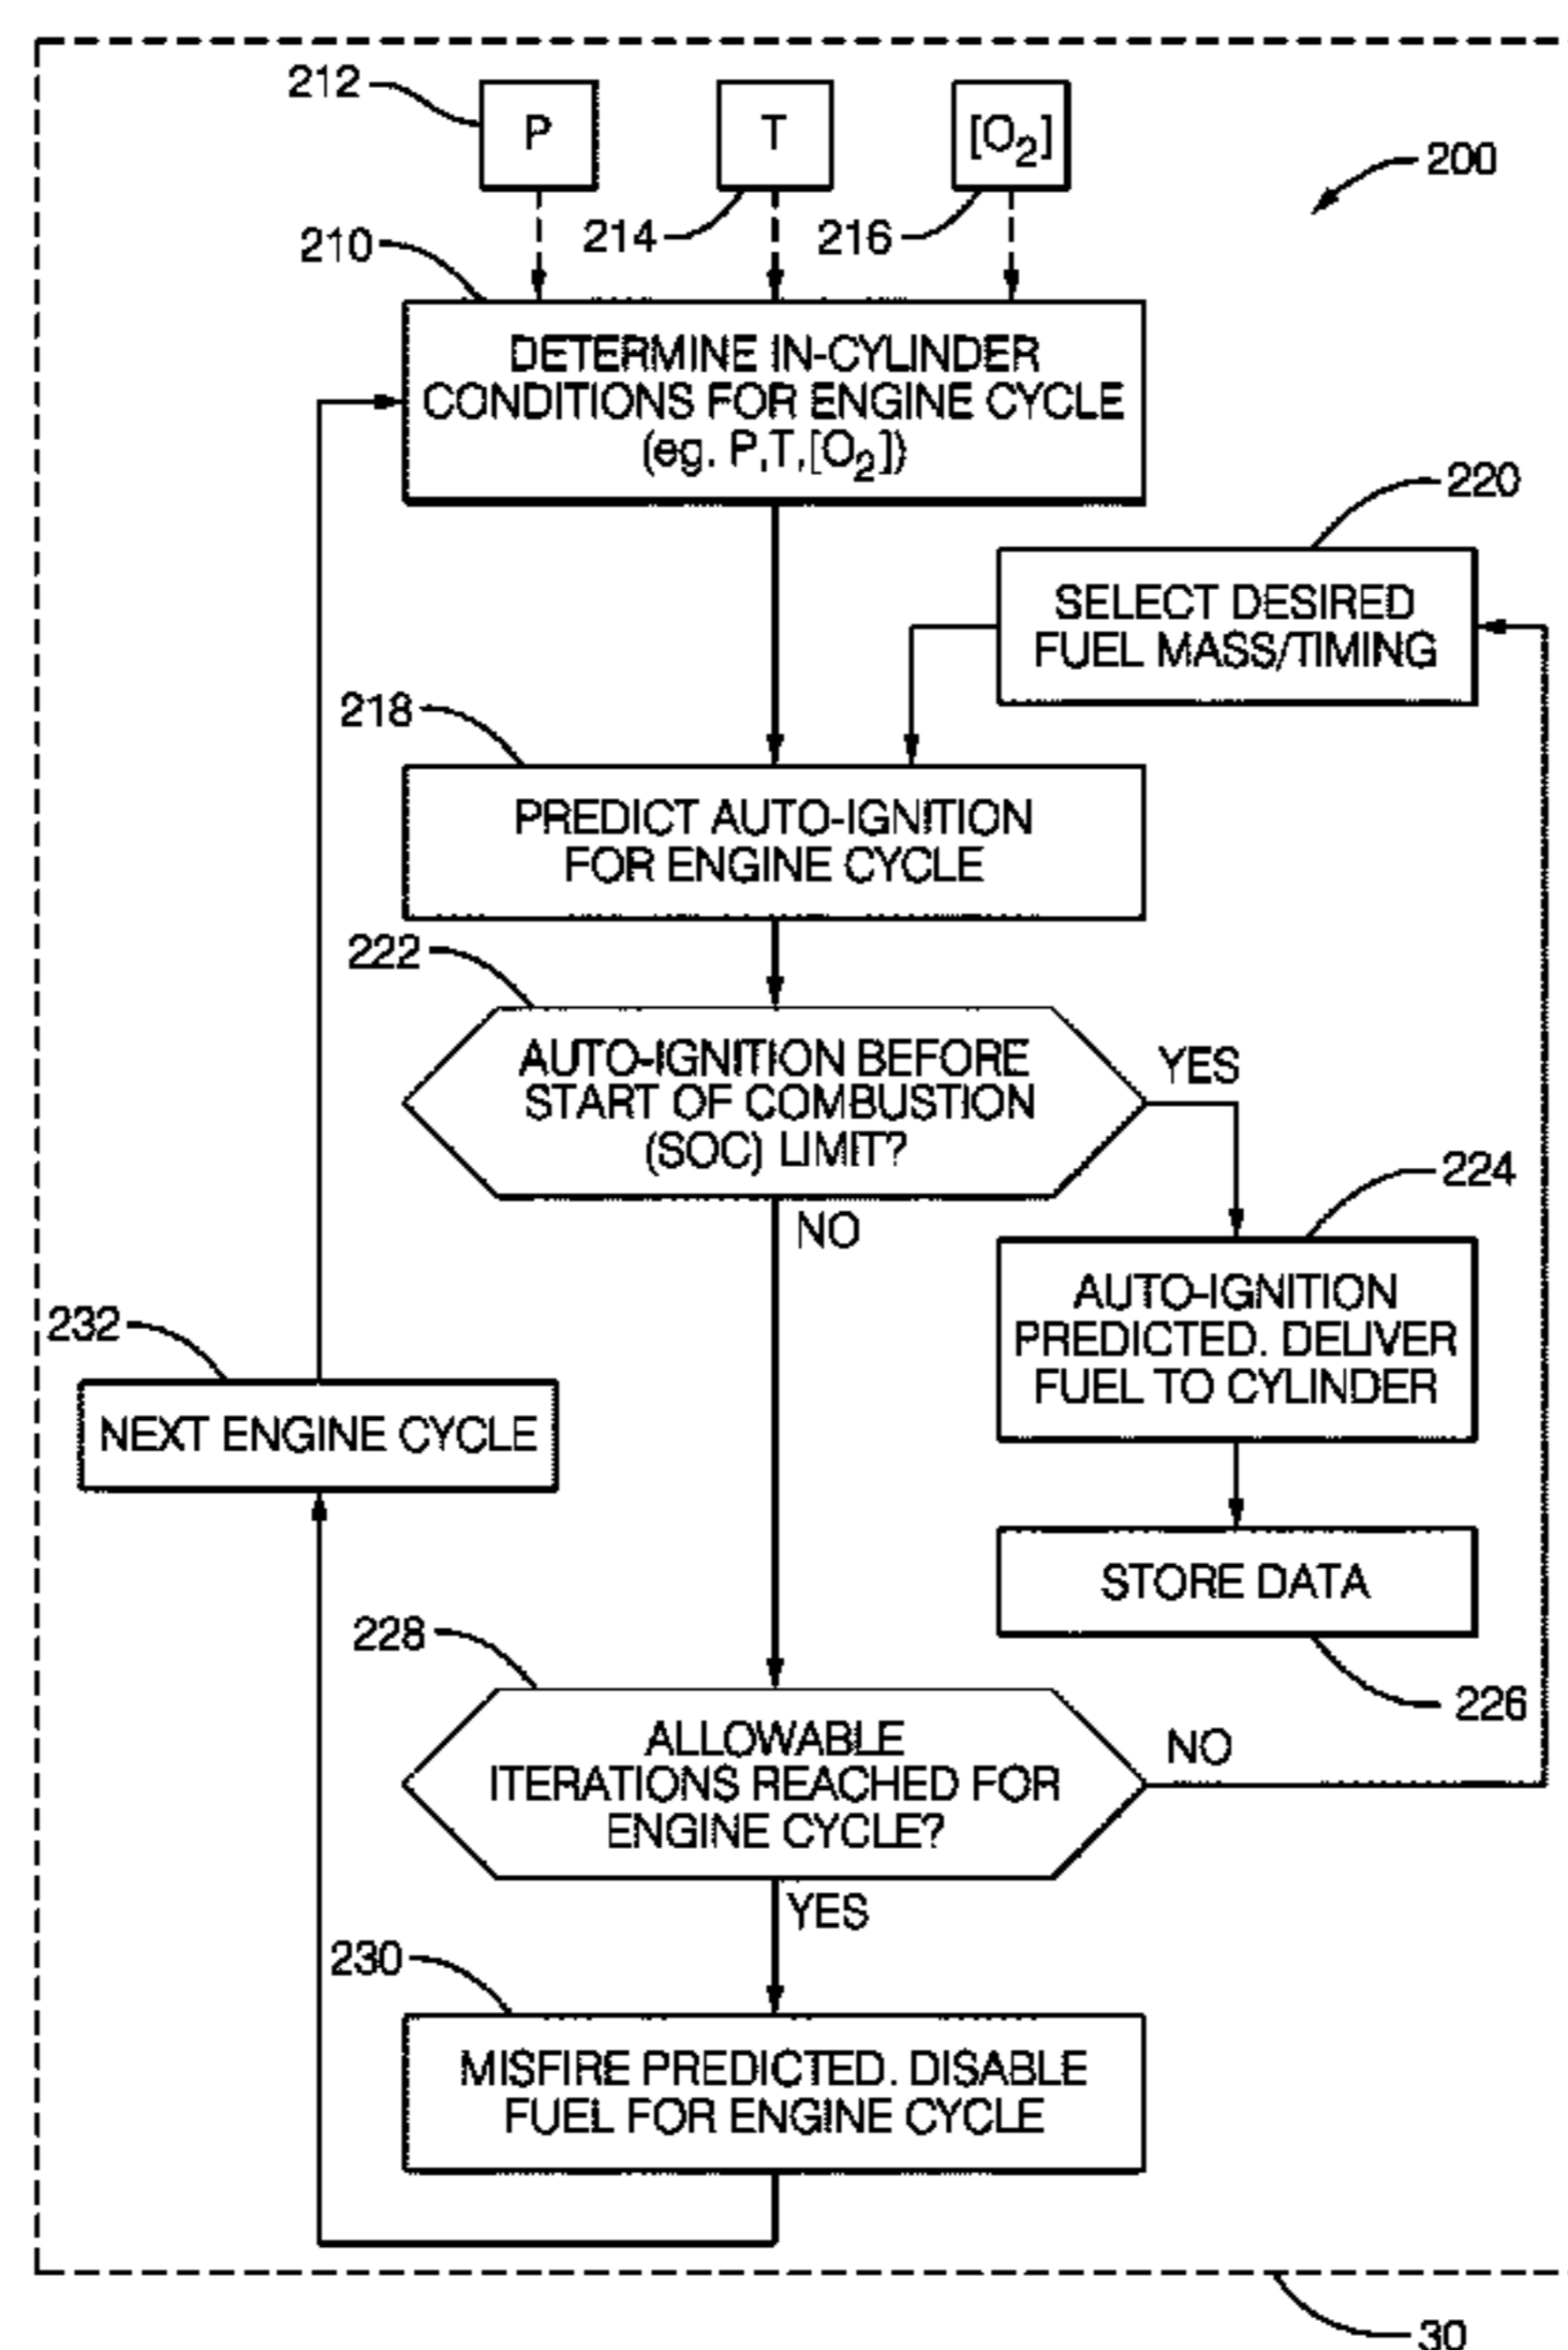 212
P
T
[O2]
200
210
214
216
DETERMINE IN-CYLINDER
CONDITIONS FOR ENGINE CYCLE
(eg. P,T,[O2])
220
SELECT DESIRED
FUEL MASS/TIMING
218
PREDICT AUTO-IGNITION
FOR ENGINE CYCLE
222
AUTO-IGNITION BEFORE
START OF COMBUSTION
(SOC) LIMIT?
YES
NO
224
AUTO-IGNITION
PREDICTED. DELIVER
FUEL TO CYLINDER
232
NEXT ENGINE CYCLE
STORE DATA
226
228
ALLOWABLE
ITERATIONS REACHED FOR
ENGINE CYCLE?
NO
YES
230
MISFIRE PREDICTED. DISABLE
FUEL FOR ENGINE CYCLE
30